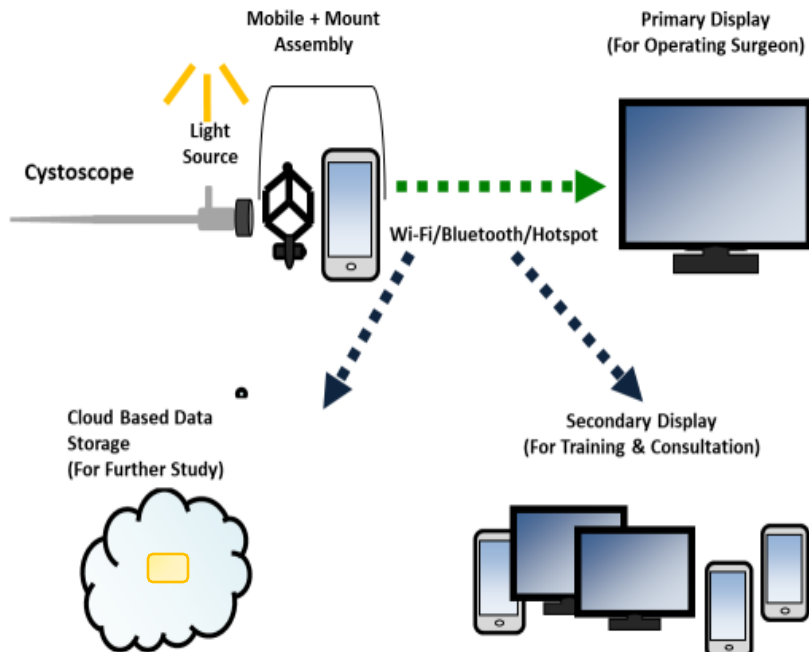 Mobile + Mount
Assembly
Primary Display
(For Operating Surgeon)
Light
Source
Cystoscope
Wi-Fi/Bluetooth/Hotspot
Cloud Based Data
Storage
(For Further Study)
Secondary Display
(For Training & Consultation)